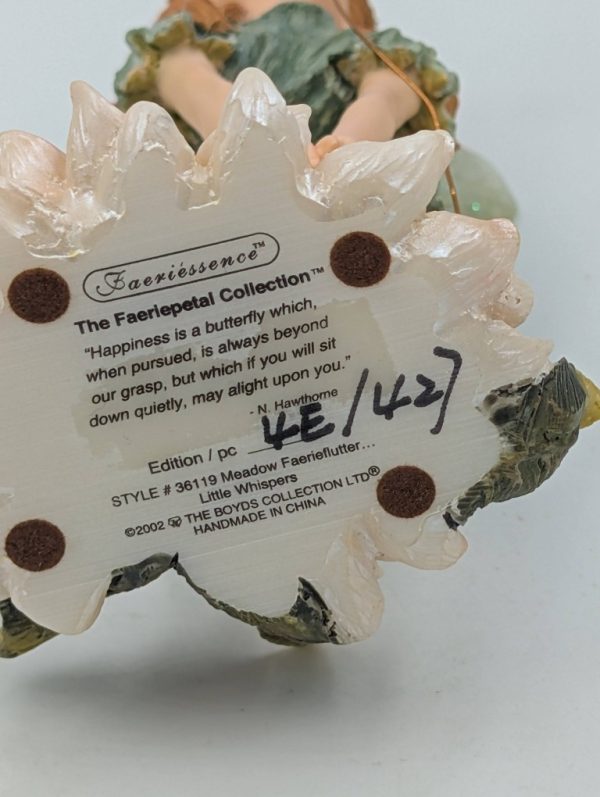 Faeriéssence™
The Faeriepetal Collection™
“Happiness is a butterfly which,
when pursued, is always beyond
our grasp, but which if you will sit
down quietly, may alight upon you.”
- N. Hawthorne
Edition / pc 4E/427
STYLE # 36119 Meadow Faerieflutter...
Little Whispers
©2002 THE BOYDS COLLECTION LTD®
HANDMADE IN CHINA